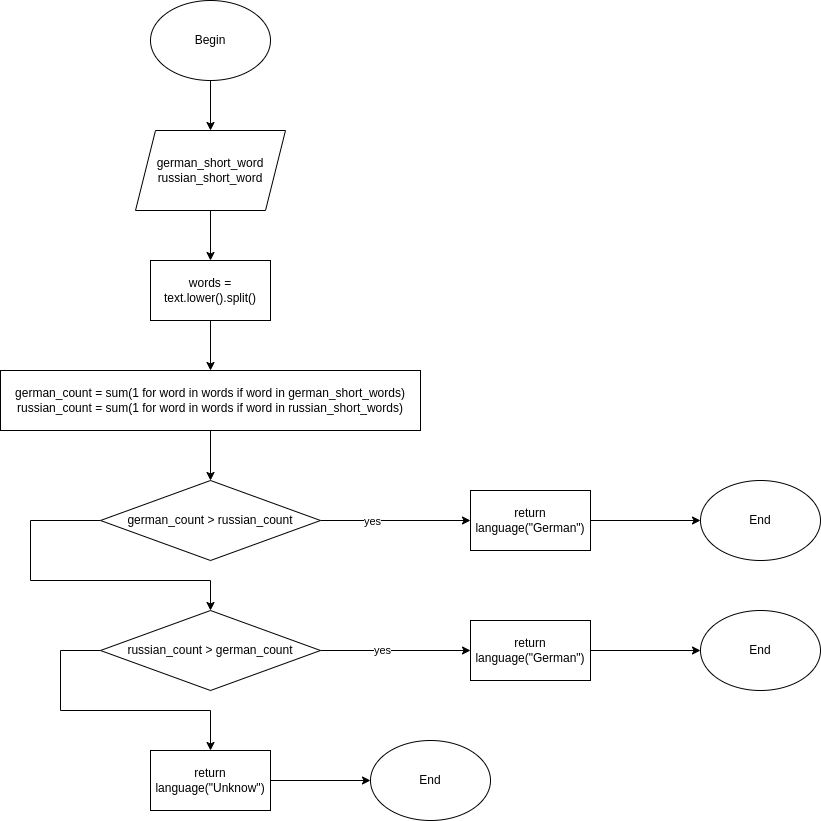 Begin
german_short_word
russian_short_word
words =
text.lower().split()
german_count = sum(1 for word in words if word in german_short_words)
russian_count = sum(1 for word in words if word in russian_short_words)
german_count > russian_count
yes
return
language("German")
End
russian_count > german_count
yes
return
language("German")
End
return
language("Unknow")
End